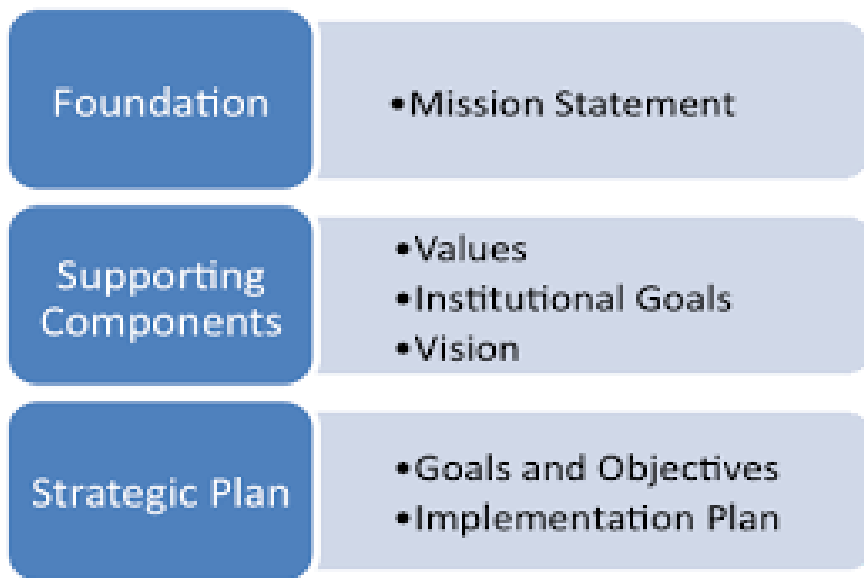 Foundation
•Mission Statement
Supporting
Components
•Values
•Institutional Goals
•Vision
Strategic Plan
•Goals and Objectives
•Implementation Plan